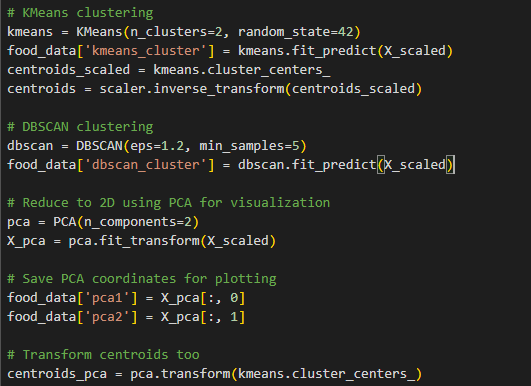 # KMeans clustering
kmeans = KMeans(n_clusters=2, random_state=42)
food_data['kmeans_cluster'] = kmeans.fit_predict(X_scaled)
centroids_scaled = kmeans.cluster_centers_
centroids = scaler.inverse_transform(centroids_scaled)
# DBSCAN clustering
dbscan = DBSCAN(eps=1.2, min_samples=5)
food_data['dbscan_cluster'] = dbscan.fit_predict(X_scaled)
# Reduce to 2D using PCA for visualization
pca = PCA(n_components=2)
X_pca = pca.fit_transform(X_scaled)
# Save PCA coordinates for plotting
food_data['pca1'] = X_pca[:, 0]
food_data['pca2'] = X_pca[:, 1]
# Transform centroids too
centroids_pca = pca.transform(kmeans.cluster_centers_)